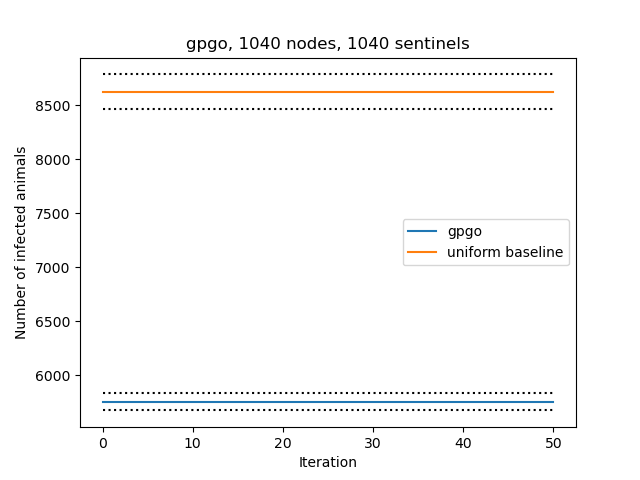 gpgo, 1040 nodes, 1040 sentinels
Number of infected animals
8500
8000
7500
7000
6500
6000
gpgo
uniform baseline
0 10 20 30 40 50
Iteration